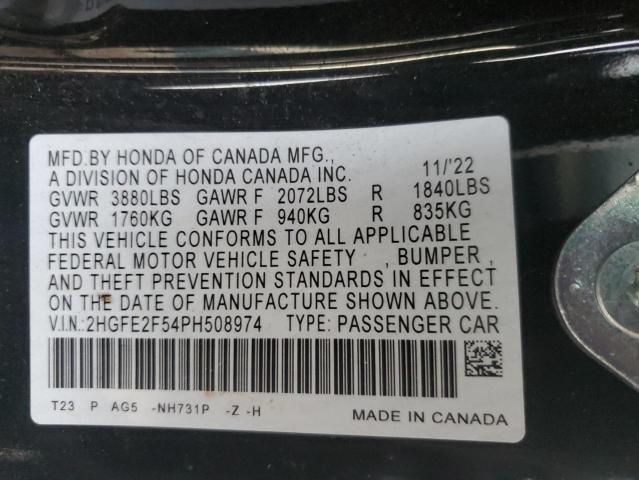 MFD.BY HONDA OF CANADA MFG.,
A DIVISION OF HONDA CANADA INC. 11/'22
GVWR 3880LBS GAWR F 2072LBS R 1840LBS
GVWR 1760KG GAWR F 940KG R 835KG
THIS VEHICLE CONFORMS TO ALL APPLICABLE
FEDERAL MOTOR VEHICLE SAFETY , BUMPER ,
AND THEFT PREVENTION STANDARDS IN EFFECT
ON THE DATE OF MANUFACTURE SHOWN ABOVE.
V.I.N.:2HGFE2F54PH508974 TYPE: PASSENGER CAR
T23 P AG5 -NH731P -Z -H
MADE IN CANADA